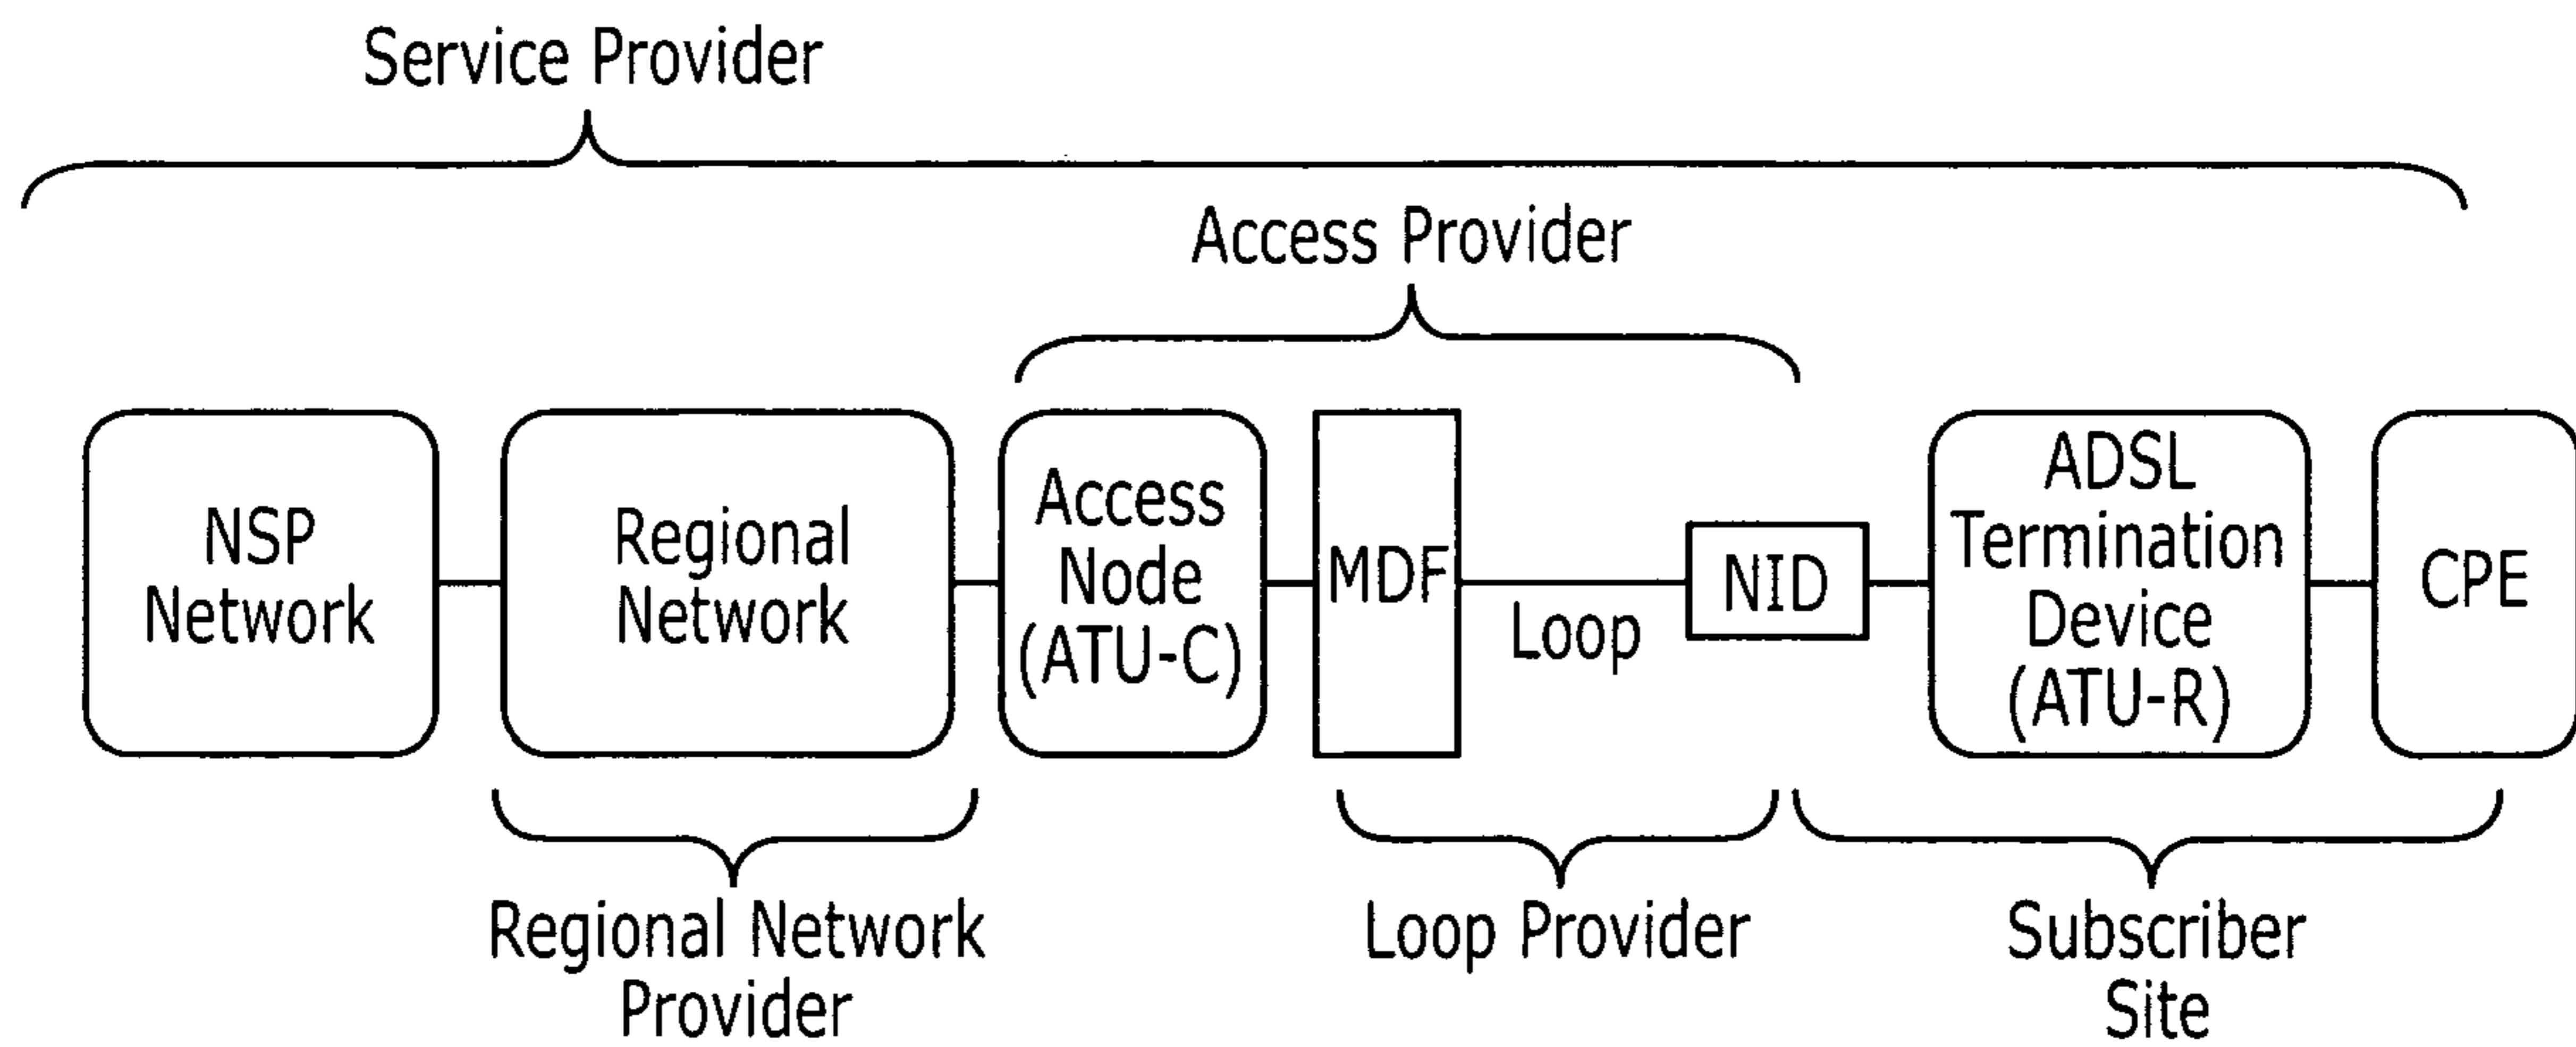 Service Provider
Access Provider
NSP
Network
Regional
Network
Access
Node
(ATU-C)
MDF
Loop
NID
ADSL
Termination
Device
(ATU-R)
CPE
Regional Network
Provider
Loop Provider
Subscriber
Site